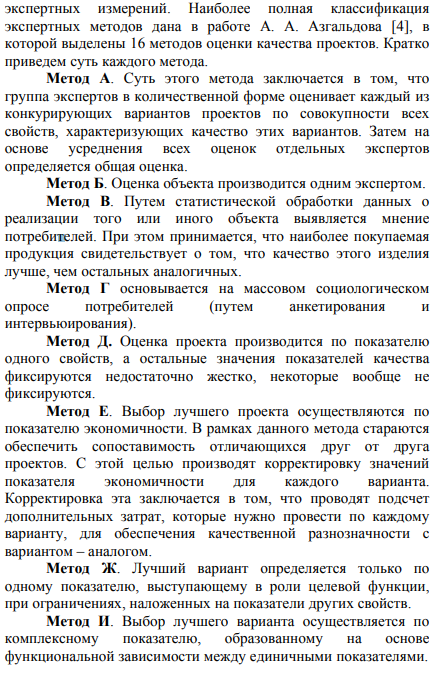 экспертных измерений. Наиболее полная классификация
экспертных методов дана в работе А. А. Азгальдова [4], в
которой выделены 16 методов оценки качества проектов. Кратко
приведем суть каждого метода.
Метод А. Суть этого метода заключается в том, что
группа экспертов в количественной форме оценивает каждый из
конкурирующих вариантов проектов по совокупности всех
свойств, характеризующих качество этих вариантов. Затем на
основе усреднения всех оценок отдельных экспертов
определяется общая оценка.
Метод Б. Оценка объекта производится одним экспертом.
Метод В. Путем статистической обработки данных о
реализации того или иного объекта выявляется мнение
потребителей. При этом принимается, что наиболее покупаемая
продукция свидетельствует о том, что качество этого изделия
лучше, чем остальных аналогичных.
Метод Г основывается на массовом социологическом
опросе потребителей (путем анкетирования и
интервьюирования).
Метод Д. Оценка проекта производится по показателю
одного свойств, а остальные значения показателей качества
фиксируются недостаточно жестко, некоторые вообще не
фиксируются.
Метод Е. Выбор лучшего проекта осуществляются по
показателю экономичности. В рамках данного метода стараются
обеспечить сопоставимость отличающихся друг от друга
проектов. С этой целью производят корректировку значений
показателя экономичности для каждого варианта.
Корректировка эта заключается в том, что проводят подсчет
дополнительных затрат, которые нужно провести по каждому
варианту, для обеспечения качественной разнозначности с
вариантом – аналогом.
Метод Ж. Лучший вариант определяется только по
одному показателю, выступающему в роли целевой функции,
при ограничениях, наложенных на показатели других свойств.
Метод И. Выбор лучшего варианта осуществляется по
комплексному показателю, образованному на основе
функциональной зависимости между единичными показателями.